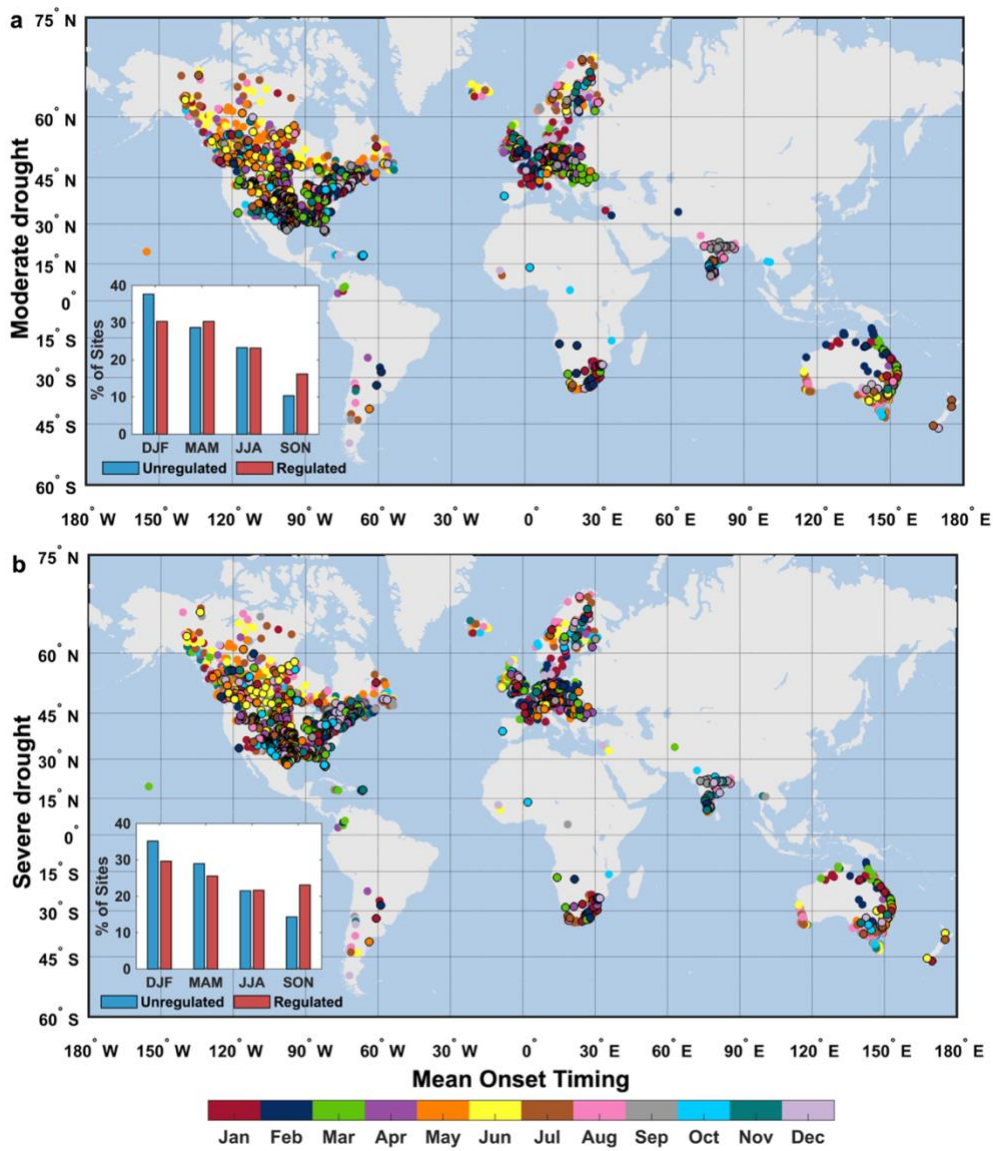 a
75° N
60° N
45° N
30° N
15° N
0°
15° S
30° S
45° S
60° S
Moderate drought
40
30
20
10
0
% of Sites
DJF MAM JJA SON
Unregulated Regulated
180° W 150° W 120° W 90° W 60° W 30° W 0° 30° E 60° E 90° E 120° E 150° E 180° E
b
75° N
60° N
45° N
30° N
15° N
0°
15° S
30° S
45° S
60° S
Severe drought
40
30
20
10
0
% of Sites
DJF MAM JJA SON
Unregulated Regulated
180° W 150° W 120° W 90° W 60° W 30° W 0° 30° E 60° E 90° E 120° E 150° E 180° E
Mean Onset Timing
Jan Feb Mar Apr May Jun Jul Aug Sep Oct Nov Dec